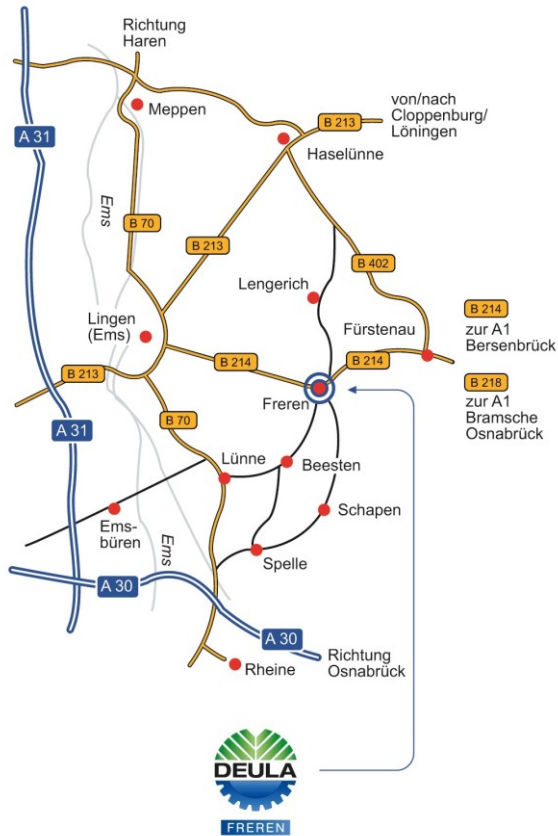 Richtung
Haren
A 31
Meppen
B 213
von/nach
Cloppenburg/
Löningen
Haselünne
Ems
B 70
B 213
B 402
Lengerich
Lingen
(Ems)
Fürstenau
B 214
zur A1
Bersenbrück
B 213
B 214
B 214
B 218
zur A1
Bramsche
Osnabrück
Freren
A 31
B 70
Lünne
Beesten
Ems-
büren
Schapen
Ems
Spelle
A 30
A 30
Richtung
Osnabrück
Rheine
DEULA
FREREN